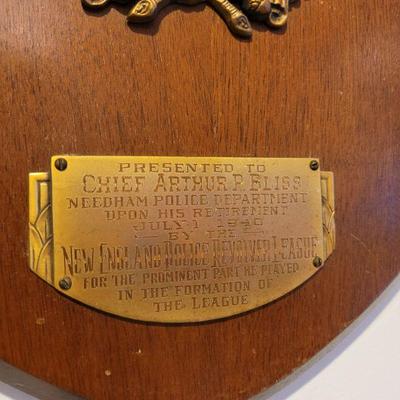 PRESENTED TO
CHIEF ARTHUR P. BLISS
NEEDHAM POLICE DEPARTMENT
UPON HIS RETIREMENT
JULY 1 1940
BY THE
NEW ENGLAND POLICE REVOLVER LEAGUE
FOR THE PROMINENT PART HE PLAYED
IN THE FORMATION OF
THE LEAGUE